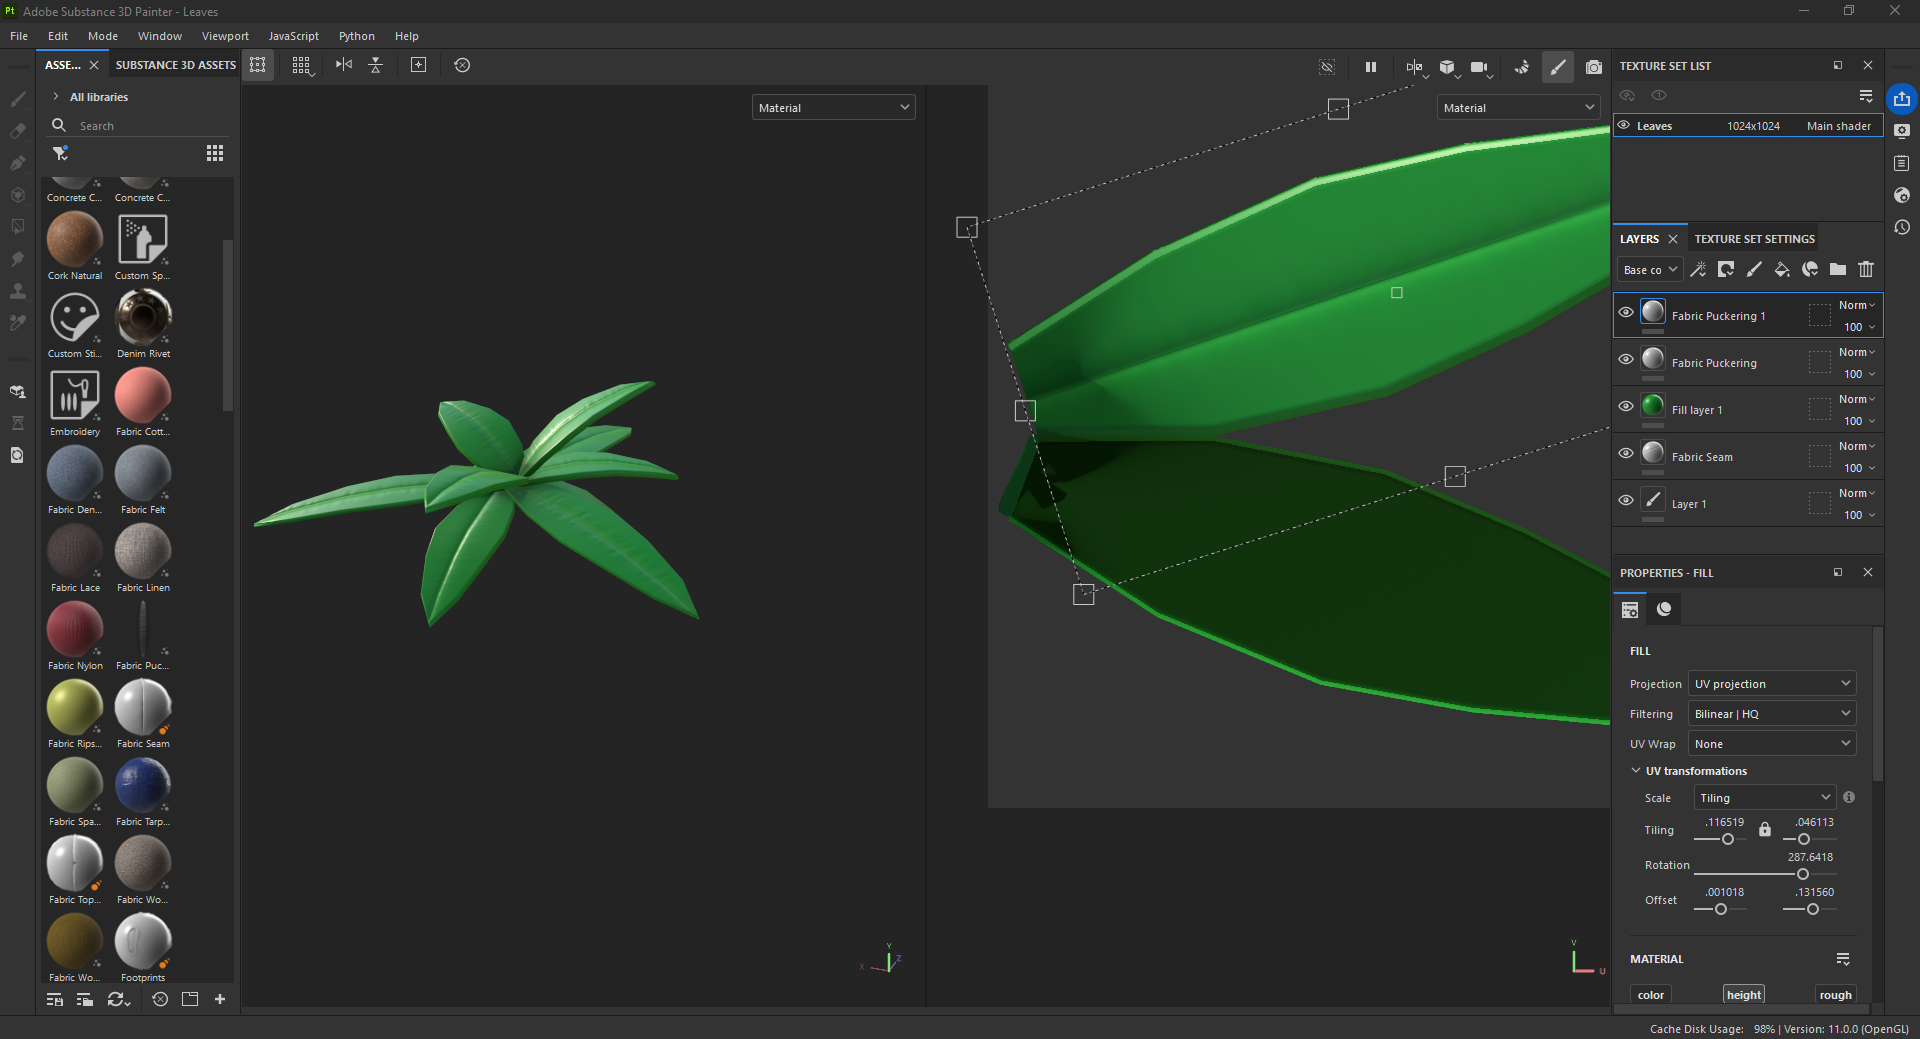 Pt Adobe Substance 3D Painter - Leaves
File Edit Mode Window Viewport JavaScript Python Help
ASSE... SUBSTANCE 3D ASSETS
All libraries
Search
Concrete C... Concrete C...
Cork Natural Custom Sp...
Custom Sti... Denim Rivet
Embroidery Fabric Cott...
Fabric Den... Fabric Felt
Fabric Lace Fabric Linen
Fabric Nylon Fabric Puc...
Fabric Rips... Fabric Seam
Fabric Spa... Fabric Tarp...
Fabric Top... Fabric Wo...
Fabric Wo... Footprints
Material
Y
X Z
Material
V
U
TEXTURE SET LIST
Leaves 1024x1024 Main shader
LAYERS TEXTURE SET SETTINGS
Base co
Fabric Puckering 1 Norm
100
Fabric Puckering Norm
100
Fill layer 1 Norm
100
Fabric Seam Norm
100
Layer 1 Norm
100
PROPERTIES - FILL
FILL
Projection UV projection
Filtering Bilinear | HQ
UV Wrap None
UV transformations
Scale Tiling
Tiling .116519 .046113
Rotation 287.6418
Offset .001018 .131560
MATERIAL
color height rough
Cache Disk Usage: 98% | Version: 11.0.0 (OpenGL)